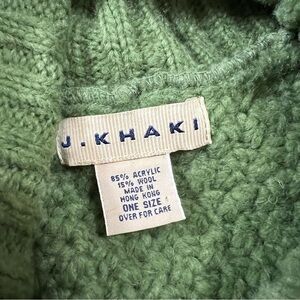 J. KHAKI
85% ACRYLIC
15% WOOL
MADE IN
HONG KONG
ONE SIZE
OVER FOR CARE